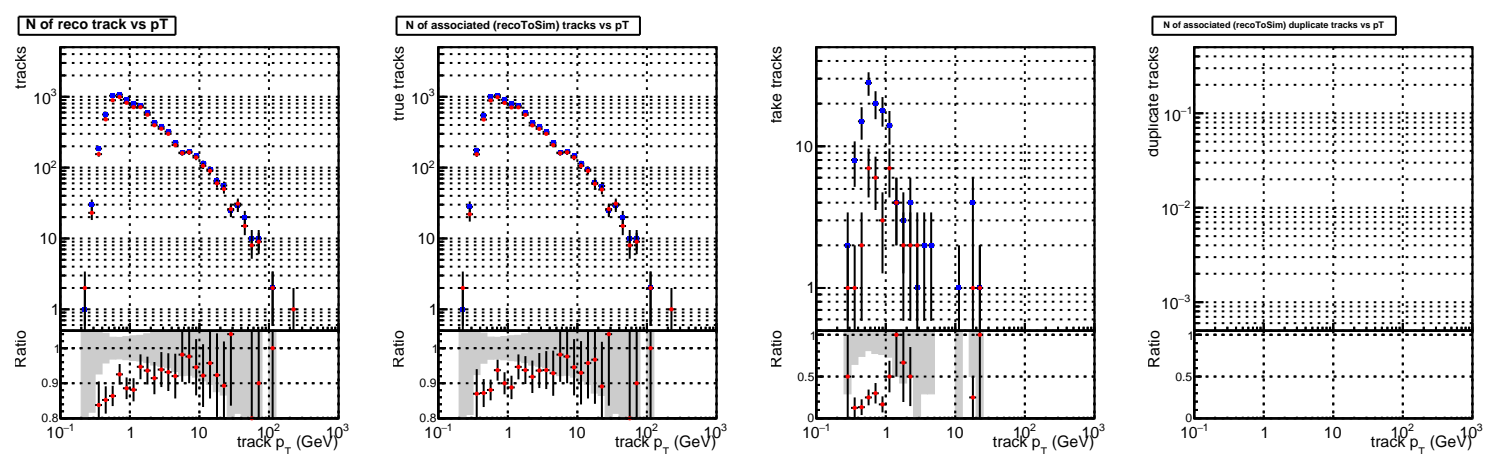 N of reco track vs pT
tracks
10³
10²
10
1
Ratio
1
0.9
0.8
10⁻¹ 1 10 10² 10³
track p_T (GeV)
N of associated (recoToSim) tracks vs pT
true tracks
10³
10²
10
1
Ratio
1
0.9
0.8
10⁻¹ 1 10 10² 10³
track p_T (GeV)
fake tracks
10
1
Ratio
1
0.5
0
10⁻¹ 1 10 10² 10³
track p_T (GeV)
N of associated (recoToSim) duplicate tracks vs pT
duplicate tracks
10⁻¹
10⁻²
10⁻³
Ratio
1
0.5
0
10⁻¹ 1 10 10² 10³
track p_T (GeV)